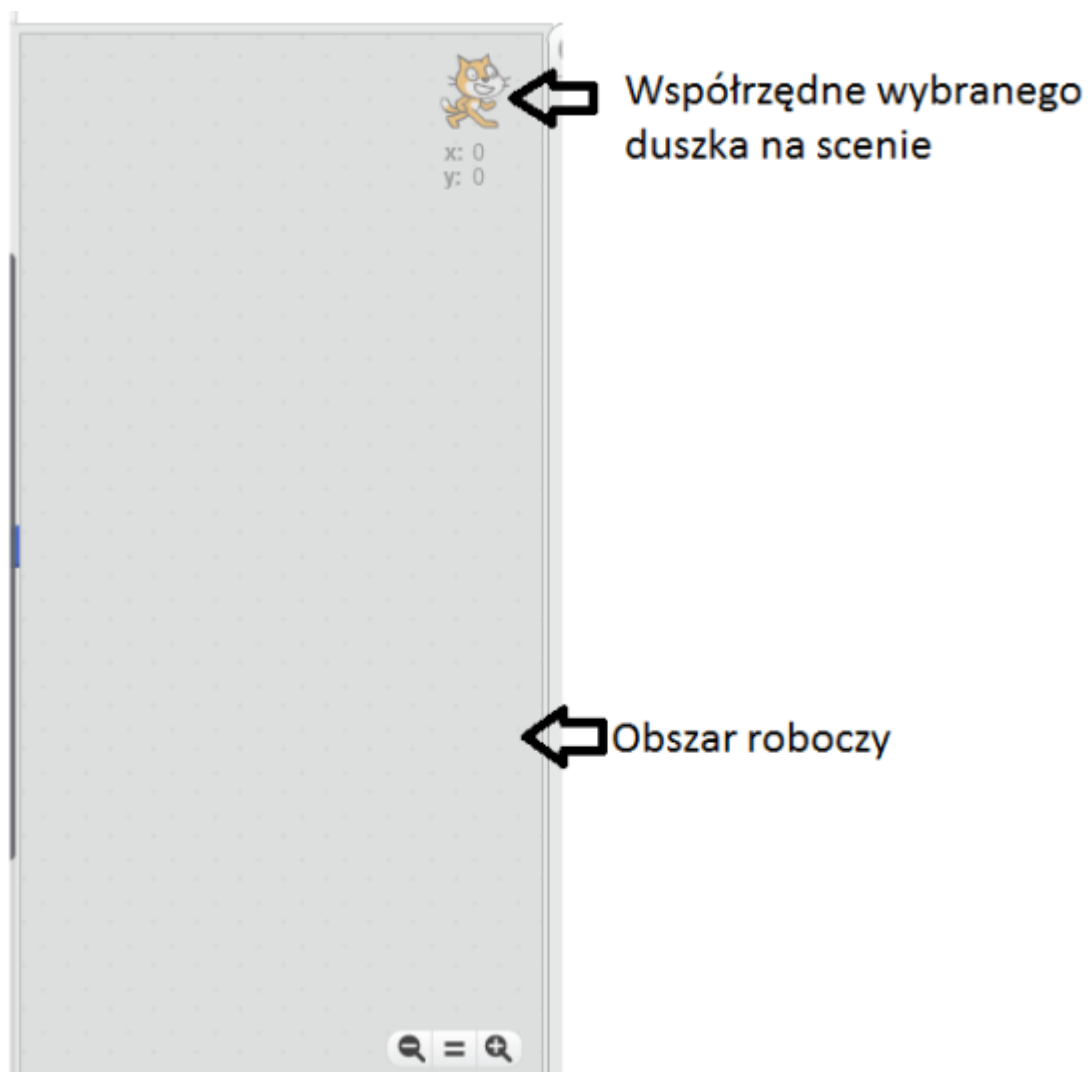 Współrzędne wybranego
duszka na scenie
x: 0
y: 0
Obszar roboczy